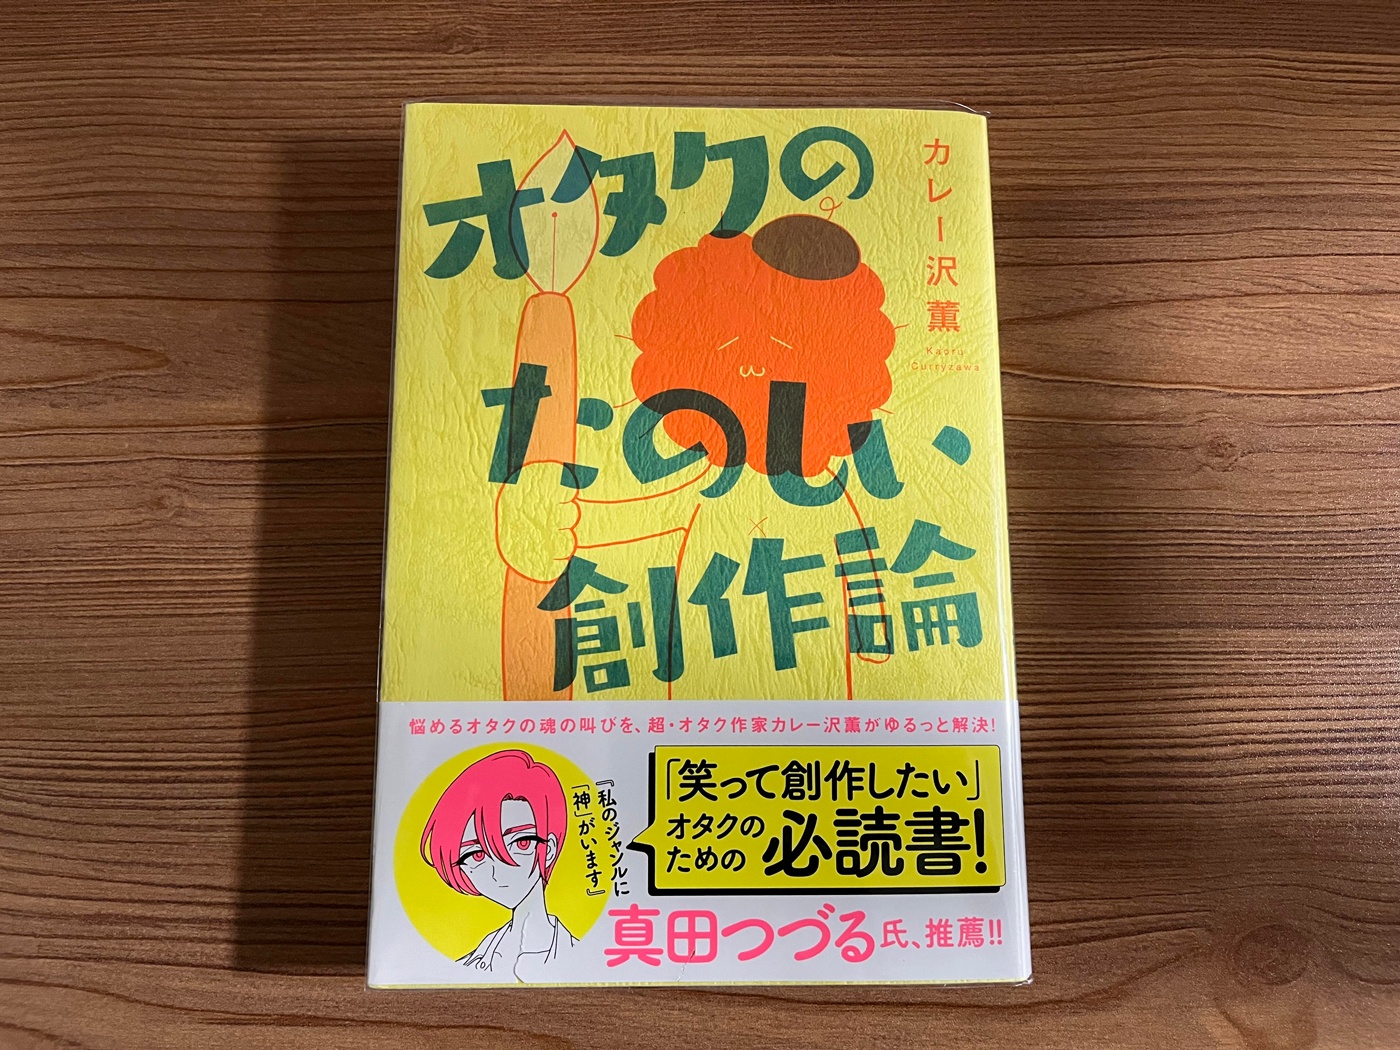 オタクの
たのしい
創作論
カレー沢薫
Kaoru
Curryzawa
悩めるオタクの魂の叫びを、超・オタク作家カレー沢薫がゆるっと解決!
『私のジャンルに
「神」がいます』
「笑って創作したい」
オタクの
ための
必読書!
真田つづる氏、推薦!!